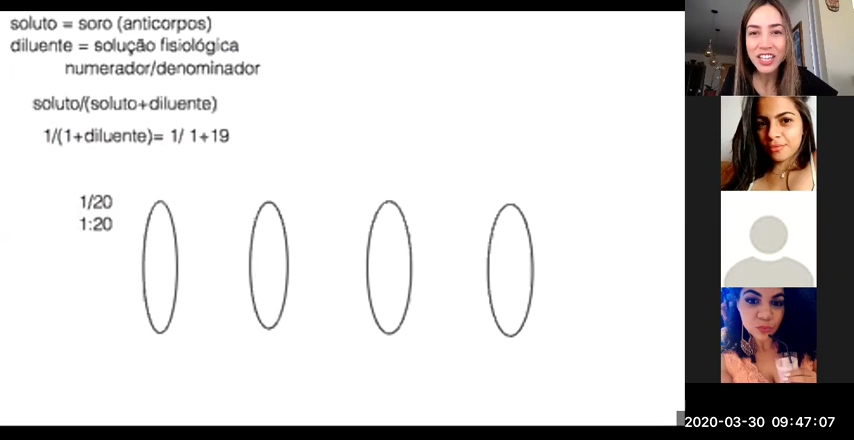 soluto = soro (anticorpos)
diluente = solução fisiológica
numerador/denominador
soluto/(soluto+diluente)
1/(1+diluente)= 1/ 1+19
1/20
1:20
2020-03-30 09:47:07